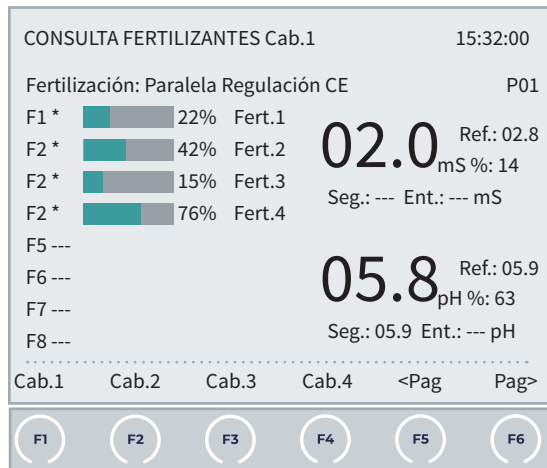 CONSULTA FERTILIZANTES Cab.1 15:32:00
Fertilización: Paralela Regulación CE P01
F1 * 22% Fert.1
F2 * 42% Fert.2
F2 * 15% Fert.3
F2 * 76% Fert.4
F5 ---
F6 ---
F7 ---
F8 ---
02.0 mS Ref.: 02.8
%: 14
Seg.: --- Ent.: --- mS
05.8 pH Ref.: 05.9
%: 63
Seg.: 05.9 Ent.: --- pH
Cab.1 Cab.2 Cab.3 Cab.4 <Pag Pag>
F1 F2 F3 F4 F5 F6